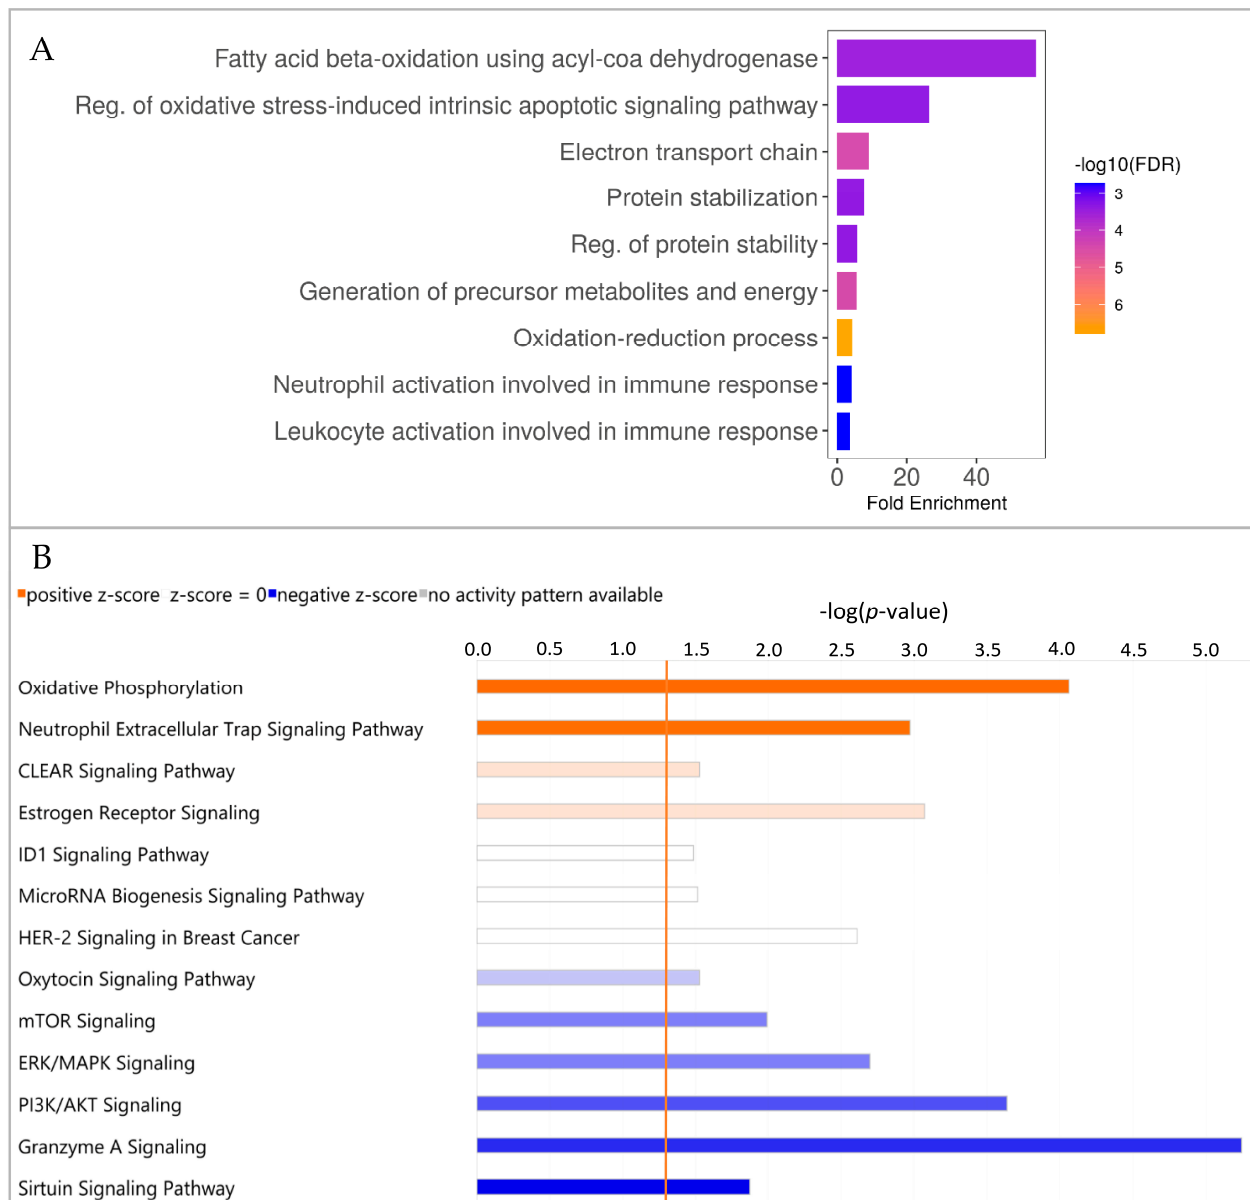 A
Fatty acid beta-oxidation using acyl-coa dehydrogenase
Reg. of oxidative stress-induced intrinsic apoptotic signaling pathway
Electron transport chain
Protein stabilization
Reg. of protein stability
Generation of precursor metabolites and energy
Oxidation-reduction process
Neutrophil activation involved in immune response
Leukocyte activation involved in immune response
0 20 40
Fold Enrichment
-log10(FDR)
3
4
5
6
B
positive z-score z-score = 0 negative z-score no activity pattern available
-log(p-value)
0.0 0.5 1.0 1.5 2.0 2.5 3.0 3.5 4.0 4.5 5.0
Oxidative Phosphorylation
Neutrophil Extracellular Trap Signaling Pathway
CLEAR Signaling Pathway
Estrogen Receptor Signaling
ID1 Signaling Pathway
MicroRNA Biogenesis Signaling Pathway
HER-2 Signaling in Breast Cancer
Oxytocin Signaling Pathway
mTOR Signaling
ERK/MAPK Signaling
PI3K/AKT Signaling
Granzyme A Signaling
Sirtuin Signaling Pathway